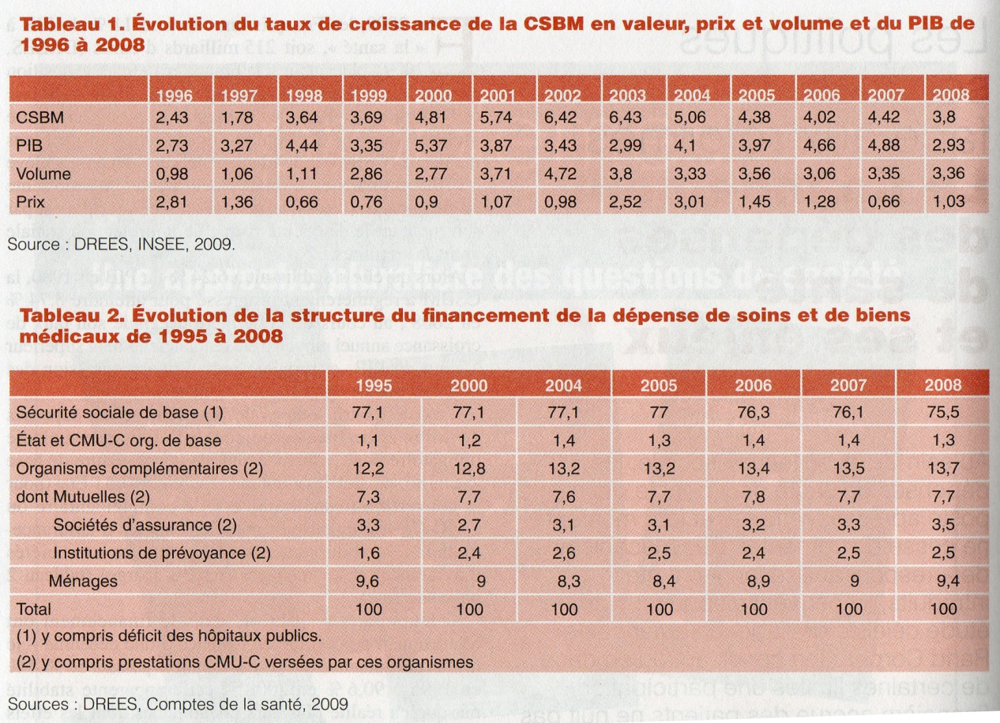 Tableau 1. Évolution du taux de croissance de la CSBM en valeur, prix et volume et du PIB de
1996 à 2008
1996 1997 1998 1999 2000 2001 2002 2003 2004 2005 2006 2007 2008
CSBM 2,43 1,78 3,64 3,69 4,81 5,74 6,42 6,43 5,06 4,38 4,02 4,42 3,8
PIB 2,73 3,27 4,44 3,35 5,37 3,87 3,43 2,99 4,1 3,97 4,66 4,88 2,93
Volume 0,98 1,06 1,11 2,86 2,77 3,71 4,72 3,8 3,33 3,56 3,06 3,35 3,36
Prix 2,81 1,36 0,66 0,76 0,9 1,07 0,98 2,52 3,01 1,45 1,28 0,66 1,03
Source : DREES, INSEE, 2009.
Tableau 2. Évolution de la structure du financement de la dépense de soins et de biens
médicaux de 1995 à 2008
1995 2000 2004 2005 2006 2007 2008
Sécurité sociale de base (1) 77,1 77,1 77,1 77 76,3 76,1 75,5
État et CMU-C org. de base 1,1 1,2 1,4 1,3 1,4 1,4 1,3
Organismes complémentaires (2) 12,2 12,8 13,2 13,2 13,4 13,5 13,7
dont Mutuelles (2) 7,3 7,7 7,6 7,7 7,8 7,7 7,7
Sociétés d'assurance (2) 3,3 2,7 3,1 3,1 3,2 3,3 3,5
Institutions de prévoyance (2) 1,6 2,4 2,6 2,5 2,4 2,5 2,5
Ménages 9,6 9 8,3 8,4 8,9 9 9,4
Total 100 100 100 100 100 100 100
(1) y compris déficit des hôpitaux publics.
(2) y compris prestations CMU-C versées par ces organismes
Sources : DREES, Comptes de la santé, 2009